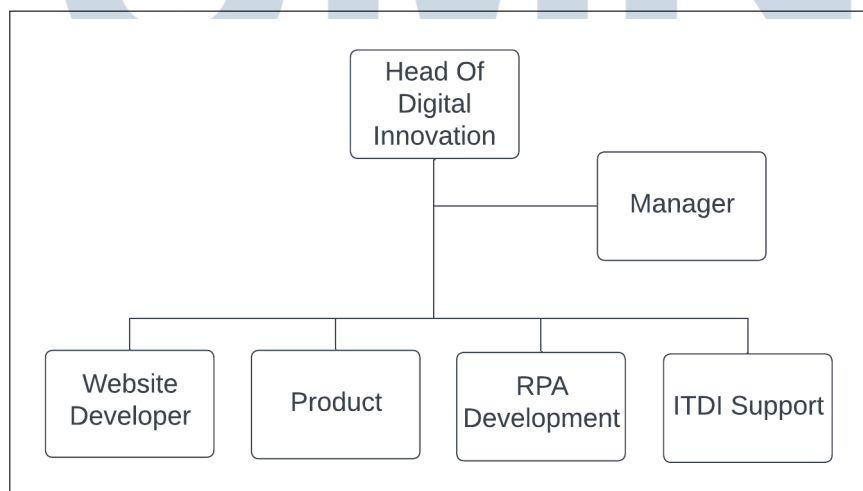 Head Of
Digital
Innovation
Manager
Website
Developer
Product
RPA
Development
ITDI Support